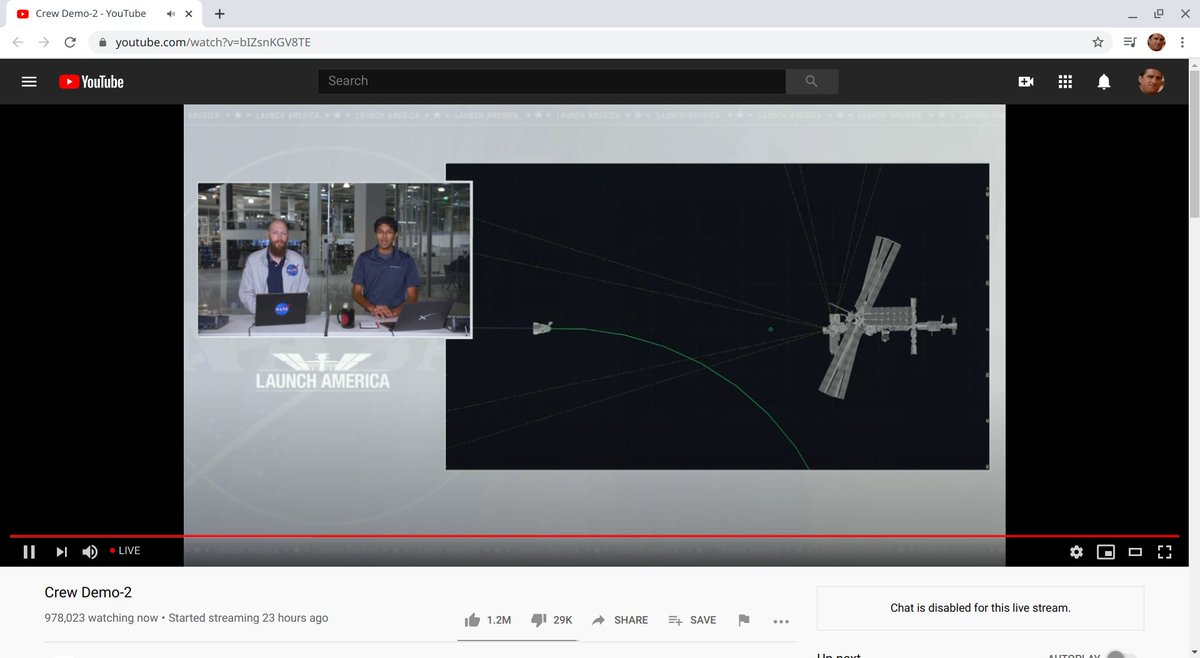 Crew Demo-2 - YouTube
youtube.com/watch?v=bIZsnKGV8TE
YouTube
Search
AMERICA LAUNCH AMERICA LAUNCH AMERICA LAUNCH AMERICA LAUNCH AMERICA LAUNCH AMERICA LAUNCH AMERICA LAUNCH AMERICA
NASA
NASA
LAUNCH AMERICA
LIVE
Crew Demo-2
978,023 watching now • Started streaming 23 hours ago
1.2M
29K
SHARE
SAVE
Chat is disabled for this live stream.
Up next
AUTOPLAY